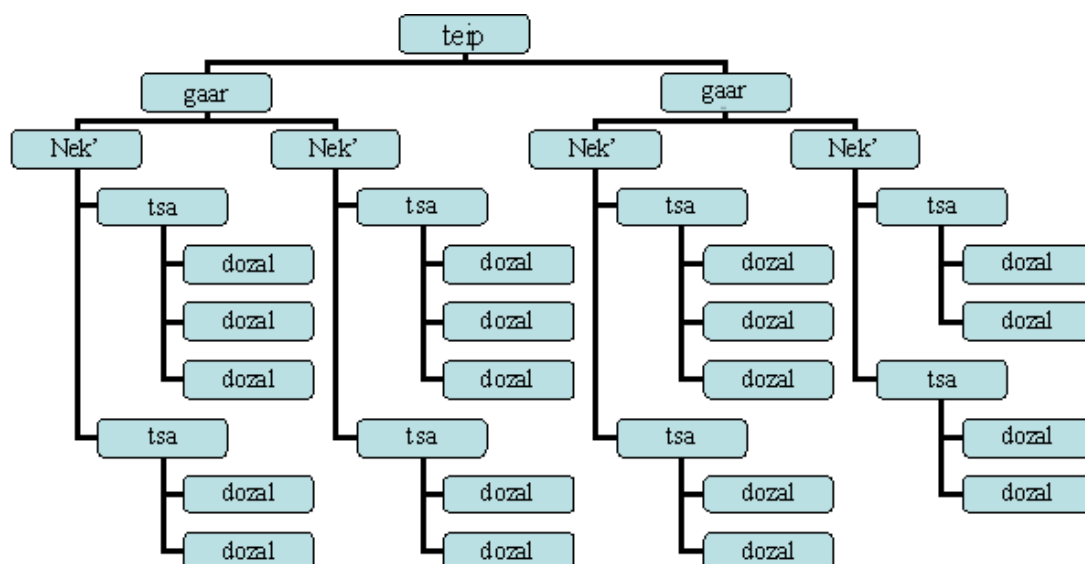 teip
gaar gaar
Nek’ Nek’ Nek’ Nek’
tsa tsa tsa tsa
dozal dozal dozal dozal
dozal dozal dozal dozal
dozal dozal dozal tsa
tsa tsa tsa dozal
dozal dozal dozal dozal
dozal dozal dozal